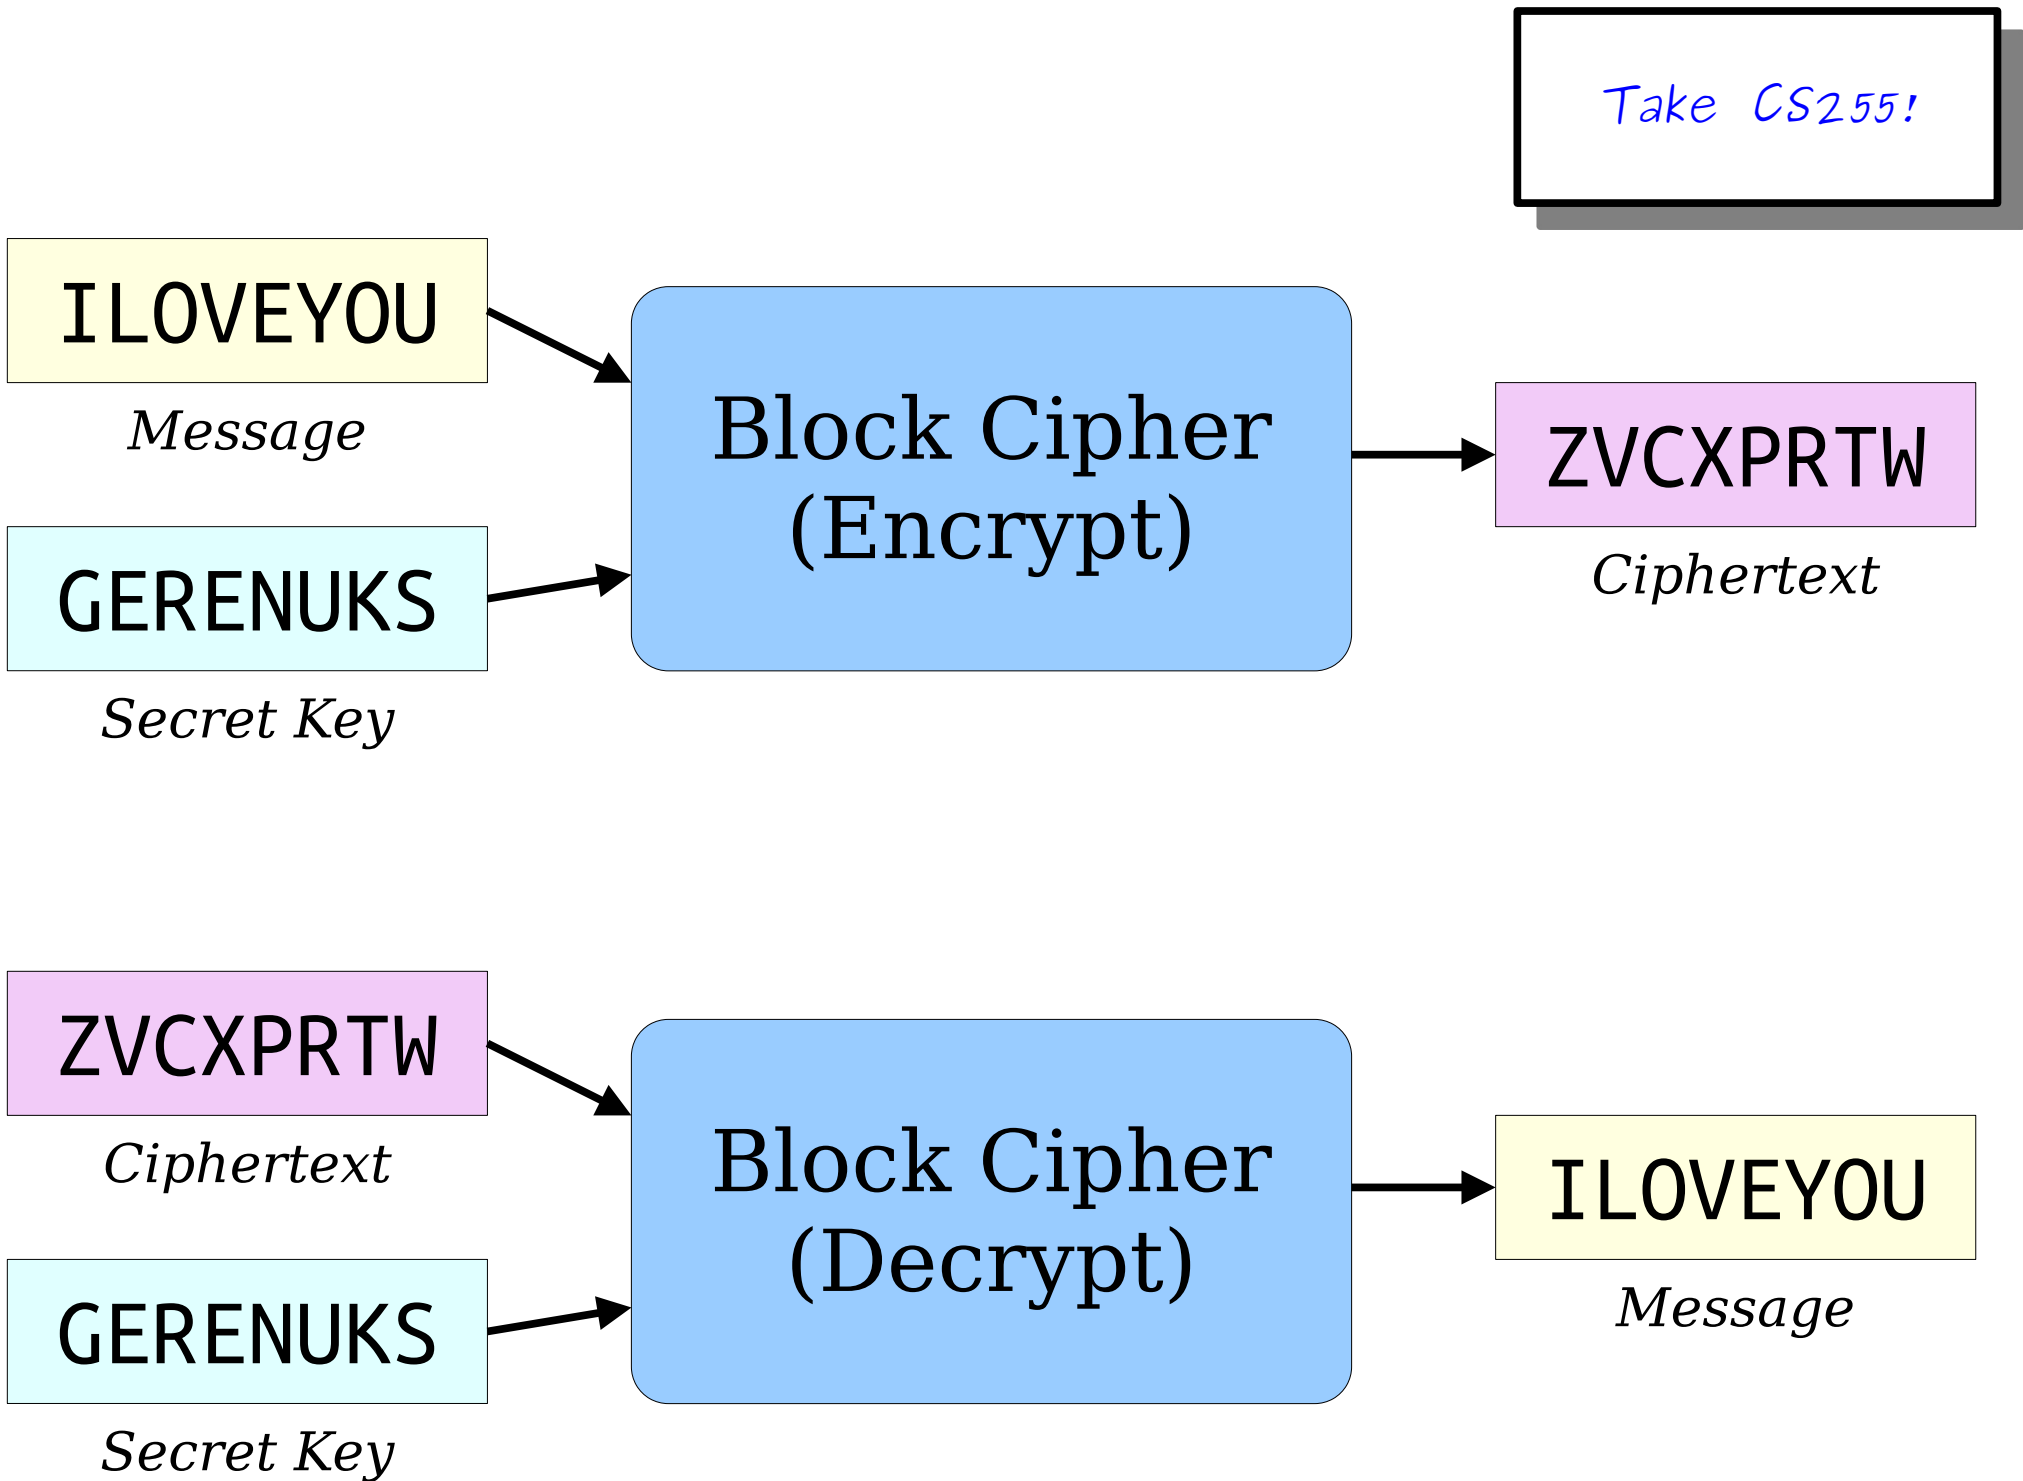 Take CS255!
ILOVEYOU
Message
GERENUKS
Secret Key
Block Cipher
(Encrypt)
ZVCXPRTW
Ciphertext
ZVCXPRTW
Ciphertext
GERENUKS
Secret Key
Block Cipher
(Decrypt)
ILOVEYOU
Message